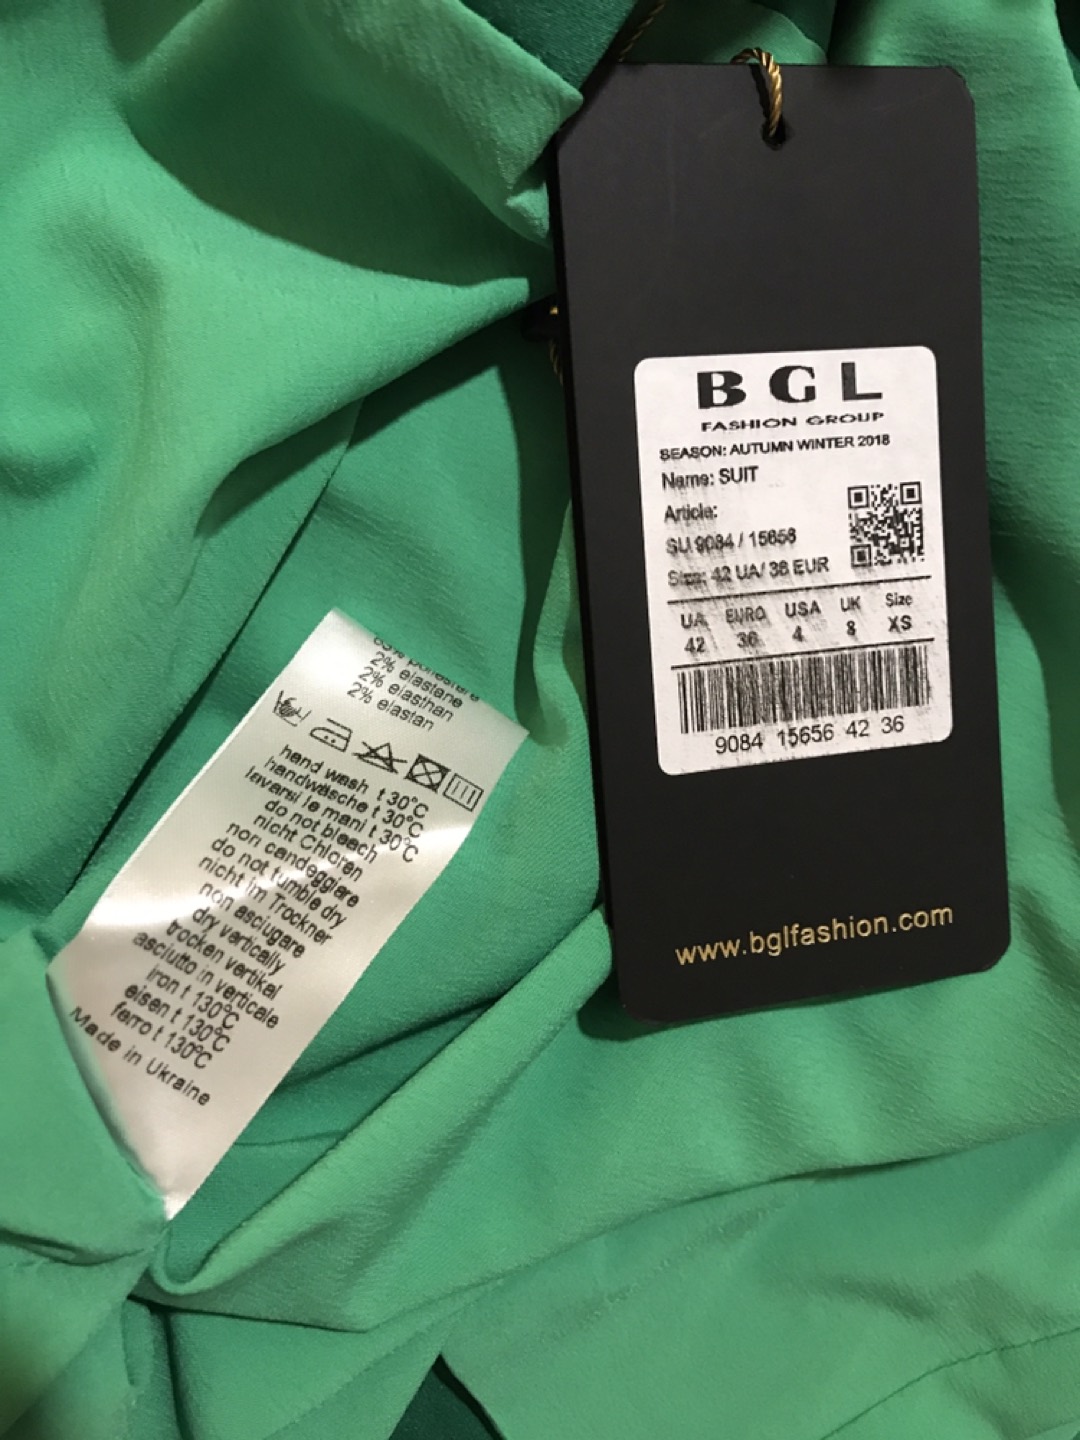 BGL
FASHION GROUP
SEASON: AUTUMN WINTER 2018
Name: SUIT
Article:
SU 9084 / 15656
Size: 42 UA/ 36 EUR
UA EURO USA UK Size
42 36 4 8 XS
9084 15656 42 36
www.bglfashion.com
2% elastane
2% elasthan
2% elastan
hand wash t 30°C
handwäsche t 30°C
lavarsi le mani t 30°C
do not bleach
nicht Chloren
non candeggiare
do not tumble dry
nicht im Trockner
non asciugare
dry vertically
trocken vertikal
asciutto in verticale
iron t 130°C
eisen t 130°C
ferro t 130°C
Made in Ukraine